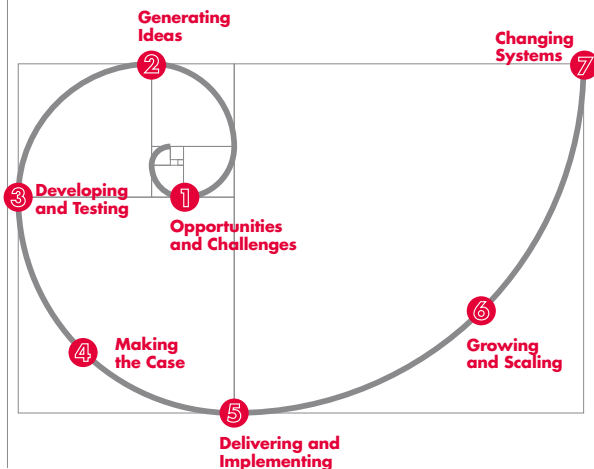 1
Opportunities
and Challenges
2
Generating
Ideas
3
Developing
and Testing
4
Making
the Case
5
Delivering and
Implementing
6
Growing
and Scaling
7
Changing
Systems